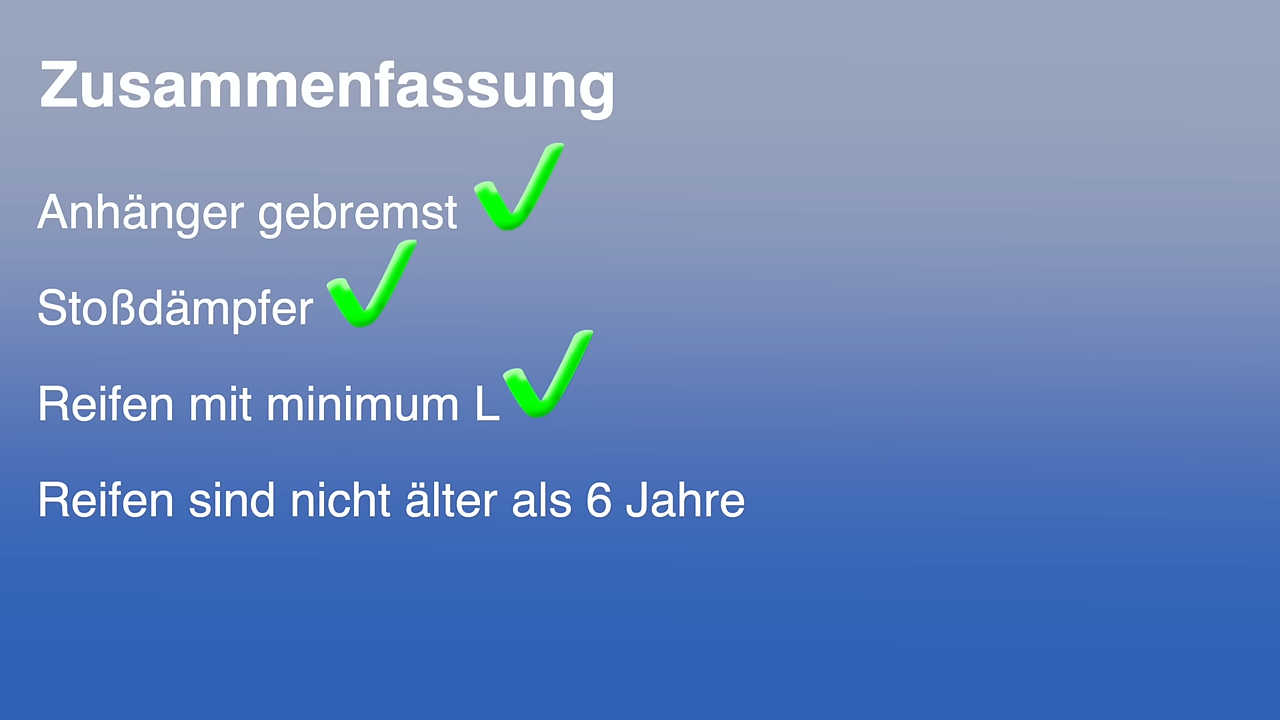 Zusammenfassung
Anhänger gebremst
Stoßdämpfer
Reifen mit minimum L
Reifen sind nicht älter als 6 Jahre